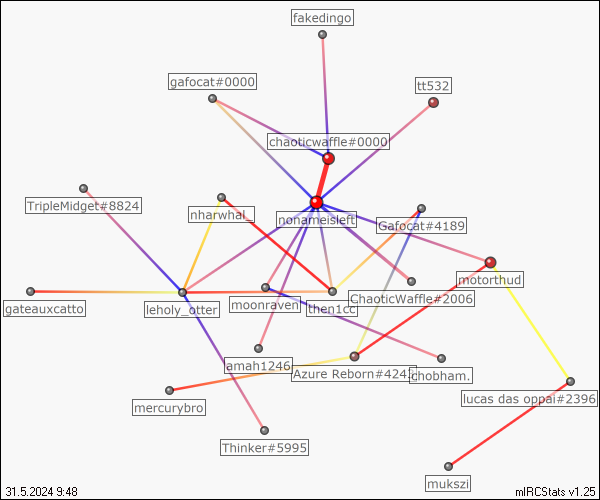 fakedingo
gafocat#0000
tt532
chaoticwaffle#0000
TripleMidget#8824
nharwhal_
nonameisleft
Gafocat#4189
motorthud
gateauxcatto
leholy_otter
moonraven
then1cc
ChaoticWaffle#2006
amah1246
Azure Reborn#424
chobham.
lucas das oppai#2396
mercurybro
Thinker#5995
mukszi
31.5.2024 9:48
mIRCStats v1.25